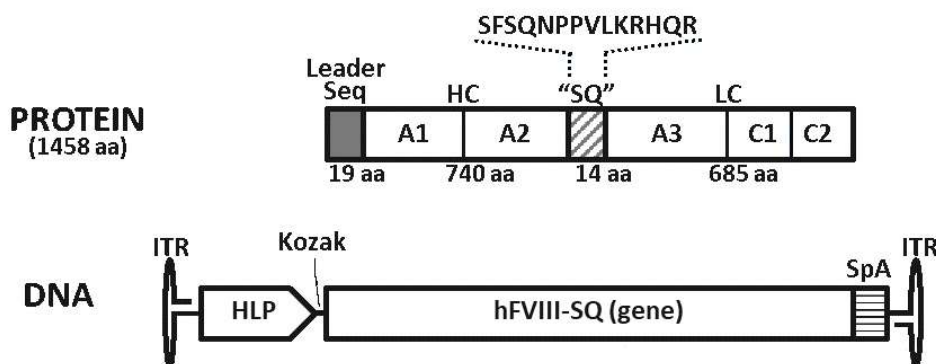 SFSQNPPVLKRHQR
Leader
Seq
HC
“SQ”
LC
PROTEIN
(1458 aa)
A1
A2
A3
C1
C2
19 aa
740 aa
14 aa
685 aa
ITR
Kozak
ITR
SpA
DNA
HLP
hFVIII-SQ (gene)